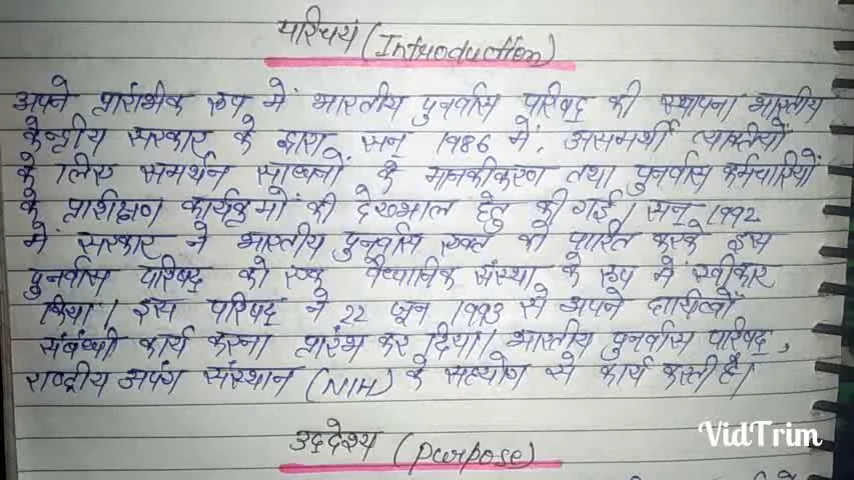 परिचय (Introduction)
अपने प्रारंभिक रूप में भारतीय पुनर्वास परिषद् की स्थापना भारतीय
केन्द्रीय सरकार के द्वारा सन् 1986 में, असमर्थी व्यक्तियों
के लिए समर्थन साधनों के मानकीकरण तथा पुनर्वास कर्मचारियों
के प्रशिक्षण कार्यक्रमों की देखभाल हेतु की गई। सन् 1992
में सरकार ने भारतीय पुनर्वास एक्ट को पारित करके इस
पुनर्वास परिषद् को एक वैधानिक संस्था के रूप में स्वीकार
किया। इस परिषद् ने 22 जून 1993 से अपने दायित्वों
संबंधी कार्य करना प्रारंभ कर दिया। भारतीय पुनर्वास परिषद्,
राष्ट्रीय अपंग संस्थान (NIH) के सहयोग से कार्य करती है।
उद्देश्य (purpose)
VidTrim